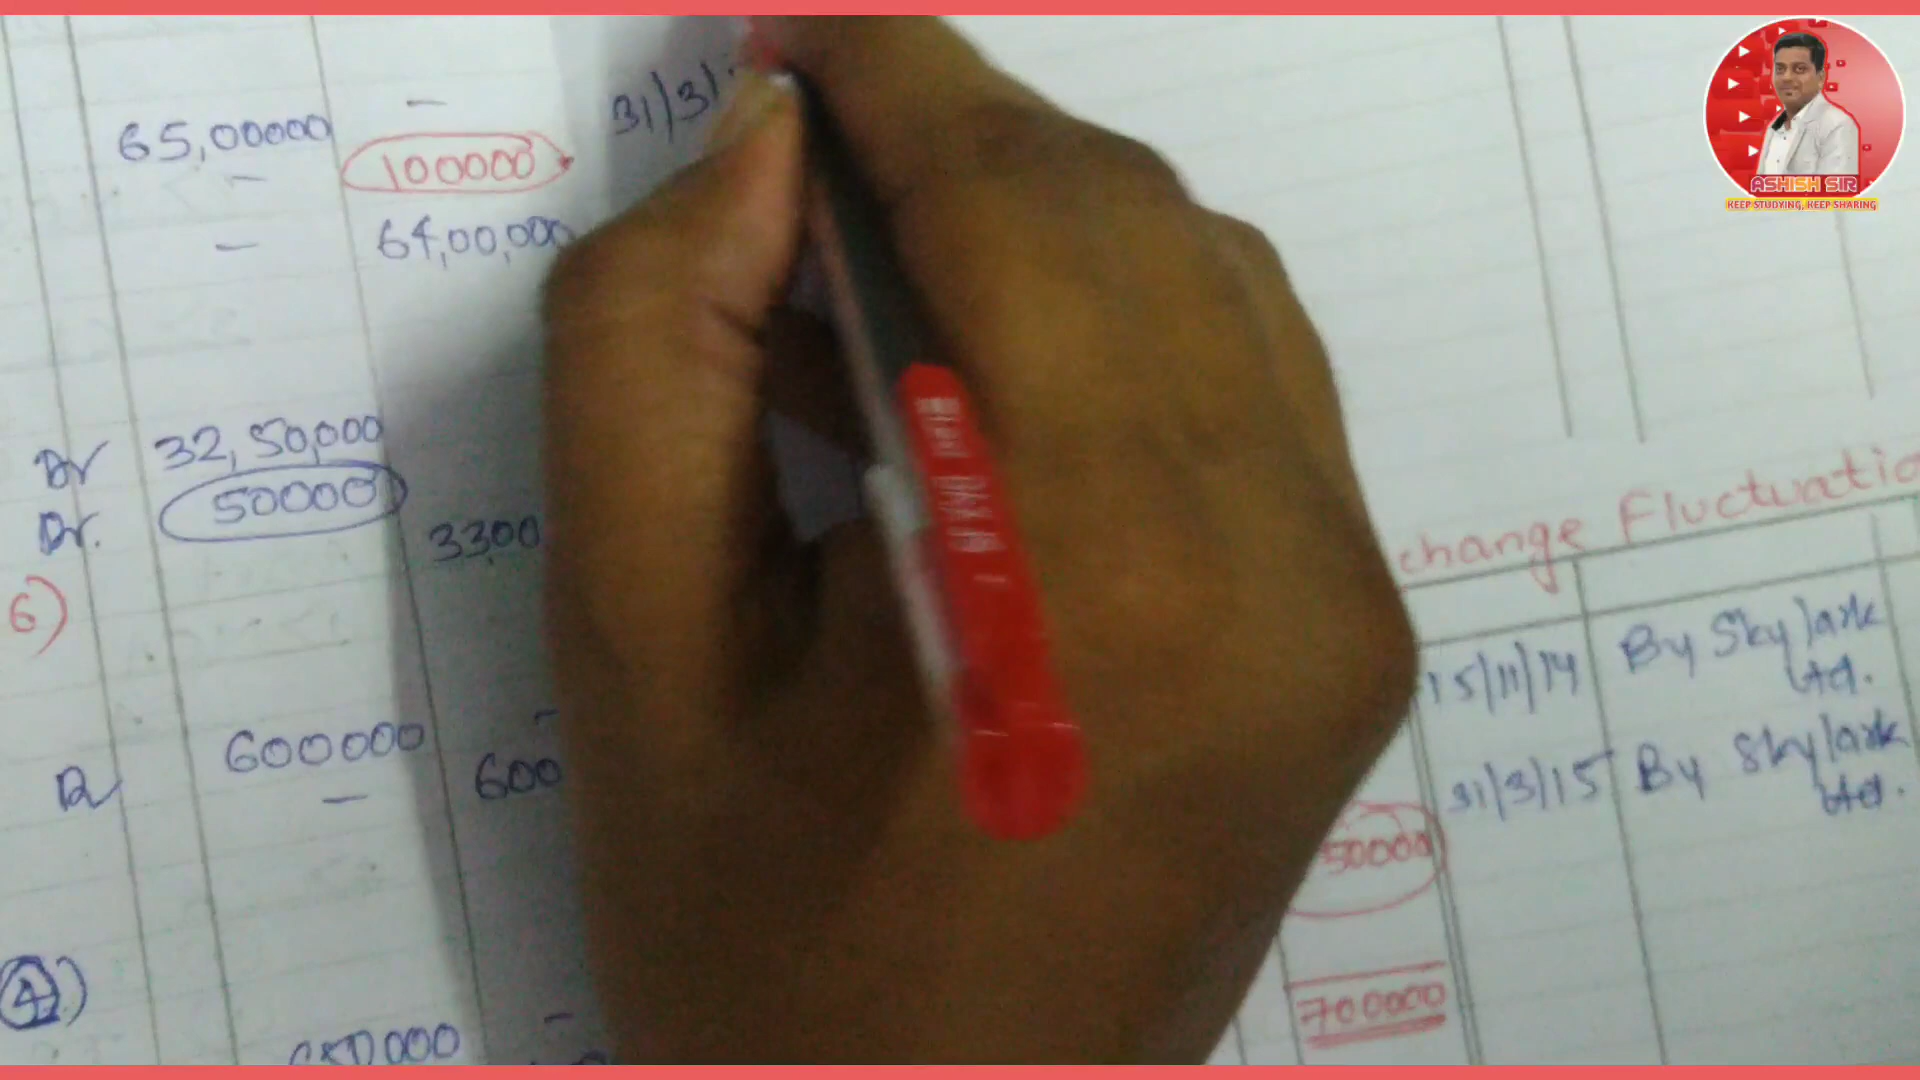 65,00000 — 31/3/
— 100000
— 64,00,000
Dr 32,50,000
Dr. 50000 3300
6)
Dr 600000 —
— 600
4)
—
change Fluctuatio
15/11/14 By Skylark
Ltd.
31/3/15 By Skylark
Ltd.
50000
700000
ASHISH SIR
KEEP STUDYING, KEEP SHARING